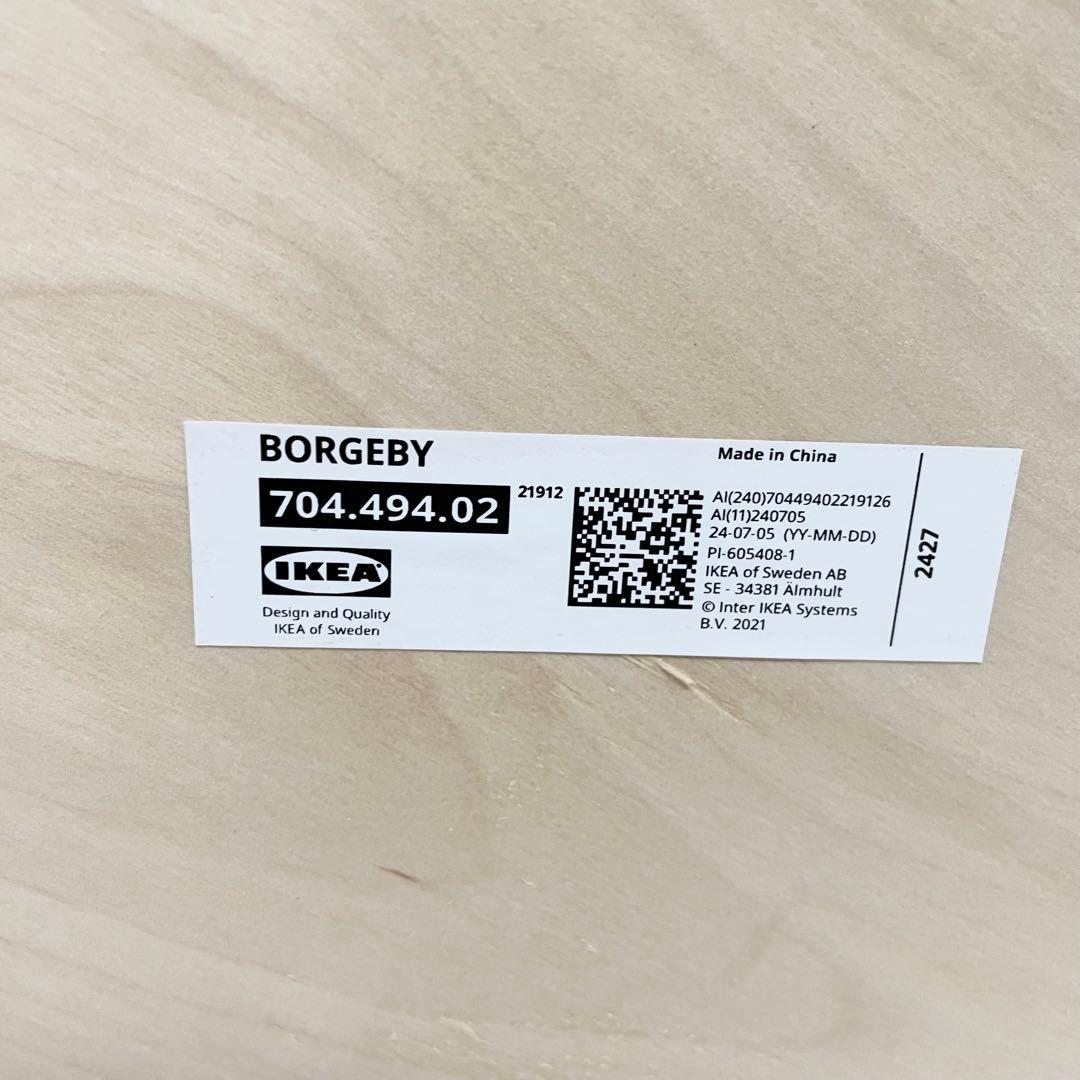 BORGEBY
704.494.02
21912
IKEA
Design and Quality
IKEA of Sweden
Made in China
AI(240)70449402219126
AI(11)240705
24-07-05 (YY-MM-DD)
PI-605408-1
IKEA of Sweden AB
SE - 34381 Älmhult
© Inter IKEA Systems
B.V. 2021
2427